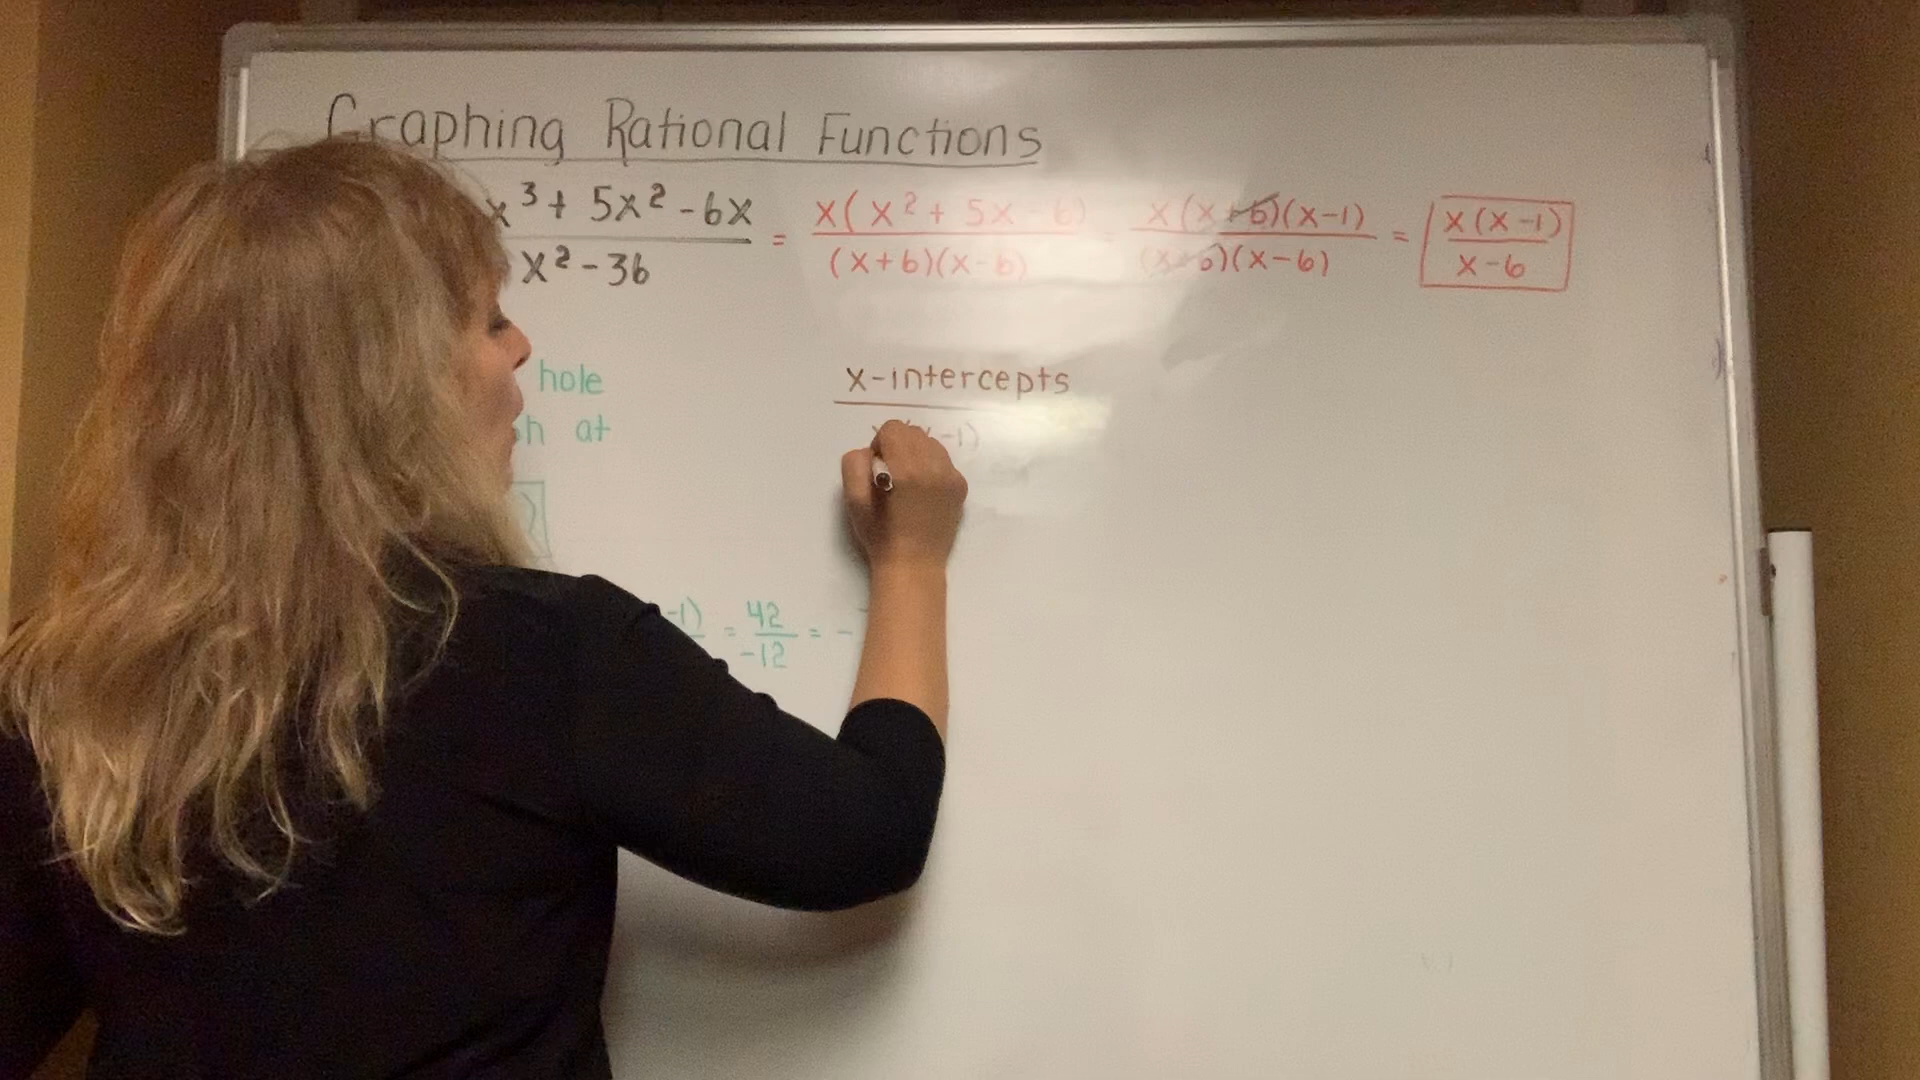 Graphing Rational Functions
x³ + 5x² - 6x / x² - 36 = x(x² + 5x - 6) / (x+6)(x-6) = x(x+6)(x-1) / (x+6)(x-6) = x(x-1) / x-6
hole
at
x-intercepts
-1) = 42 / -12 = -